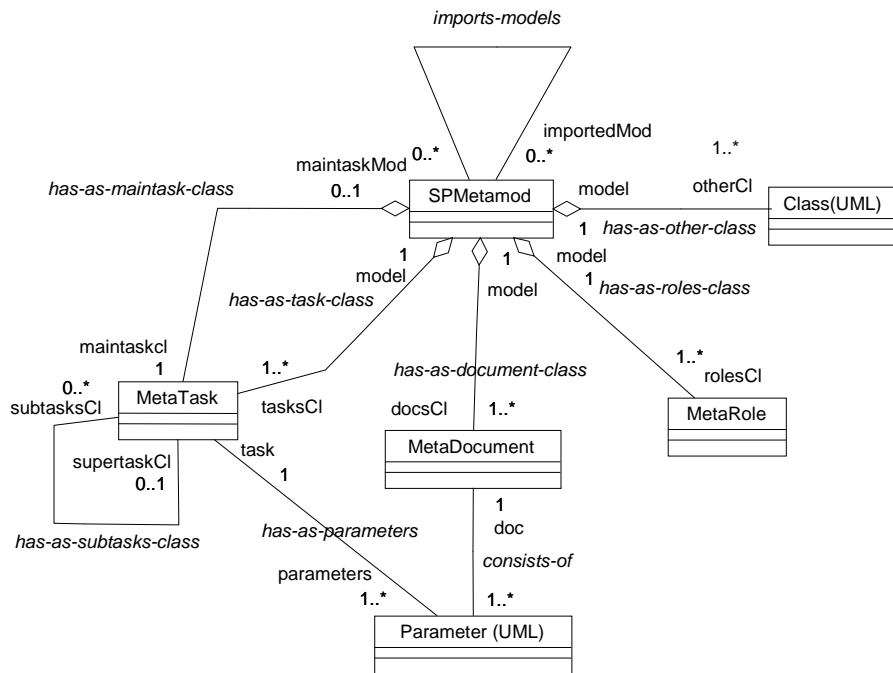 imports-models
importedMod
1..*
0..*
0..*
maintaskMod
has-as-maintask-class
0..1
SPMetamod
model
otherCl
Class(UML)
1
has-as-other-class
1
1
model
model
model
1
has-as-roles-class
has-as-task-class
maintaskcl
1
1..*
1..*
0..*
has-as-document-class
rolesCl
subtasksCl
MetaTask
tasksCl
docsCl
1..*
MetaRole
task
MetaDocument
supertaskCl
1
0..1
1
has-as-parameters
doc
has-as-subtasks-class
consists-of
parameters
1..*
1..*
Parameter (UML)